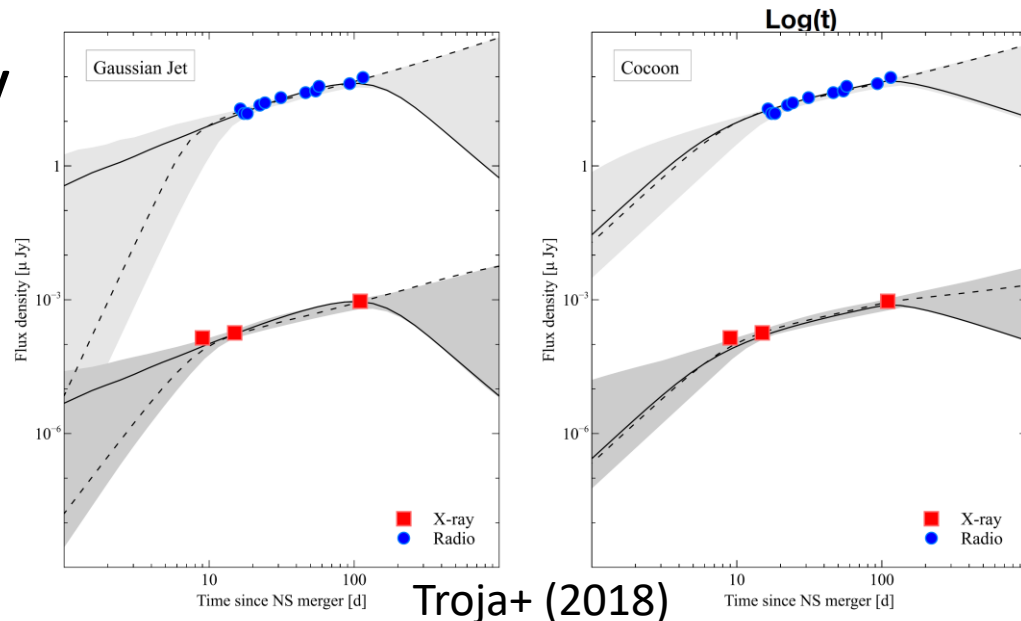 Log(t)
y
Gaussian Jet
Flux density [μ Jy]
1
10⁻³
10⁻⁶
X-ray
Radio
10
100
Time since NS merger [d]
Cocoon
Flux density [μ Jy]
1
10⁻³
10⁻⁶
X-ray
Radio
10
100
Time since NS merger [d]
Troja+ (2018)